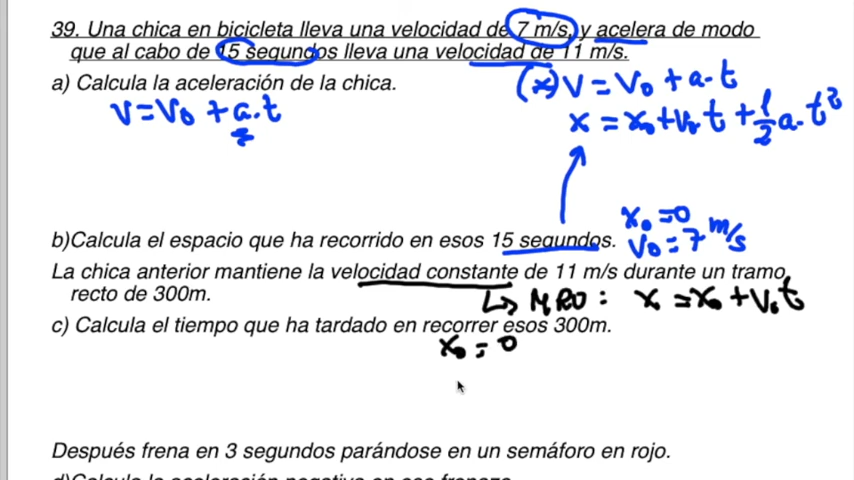 39. Una chica en bicicleta lleva una velocidad de 7 m/s, y acelera de modo
que al cabo de 15 segundos lleva una velocidad de 11 m/s.
a) Calcula la aceleración de la chica.
(x) V = V₀ + a·t
V = V₀ + a·t
x = x₀ + V₀ t + 1/2 a·t²
x₀ = 0
b)Calcula el espacio que ha recorrido en esos 15 segundos.
V₀ = 7 m/s
La chica anterior mantiene la velocidad constante de 11 m/s durante un tramo
recto de 300m.
↳ MRU: x = x₀ + V₀ t
c) Calcula el tiempo que ha tardado en recorrer esos 300m.
x₀ = 0
Después frena en 3 segundos parándose en un semáforo en rojo.